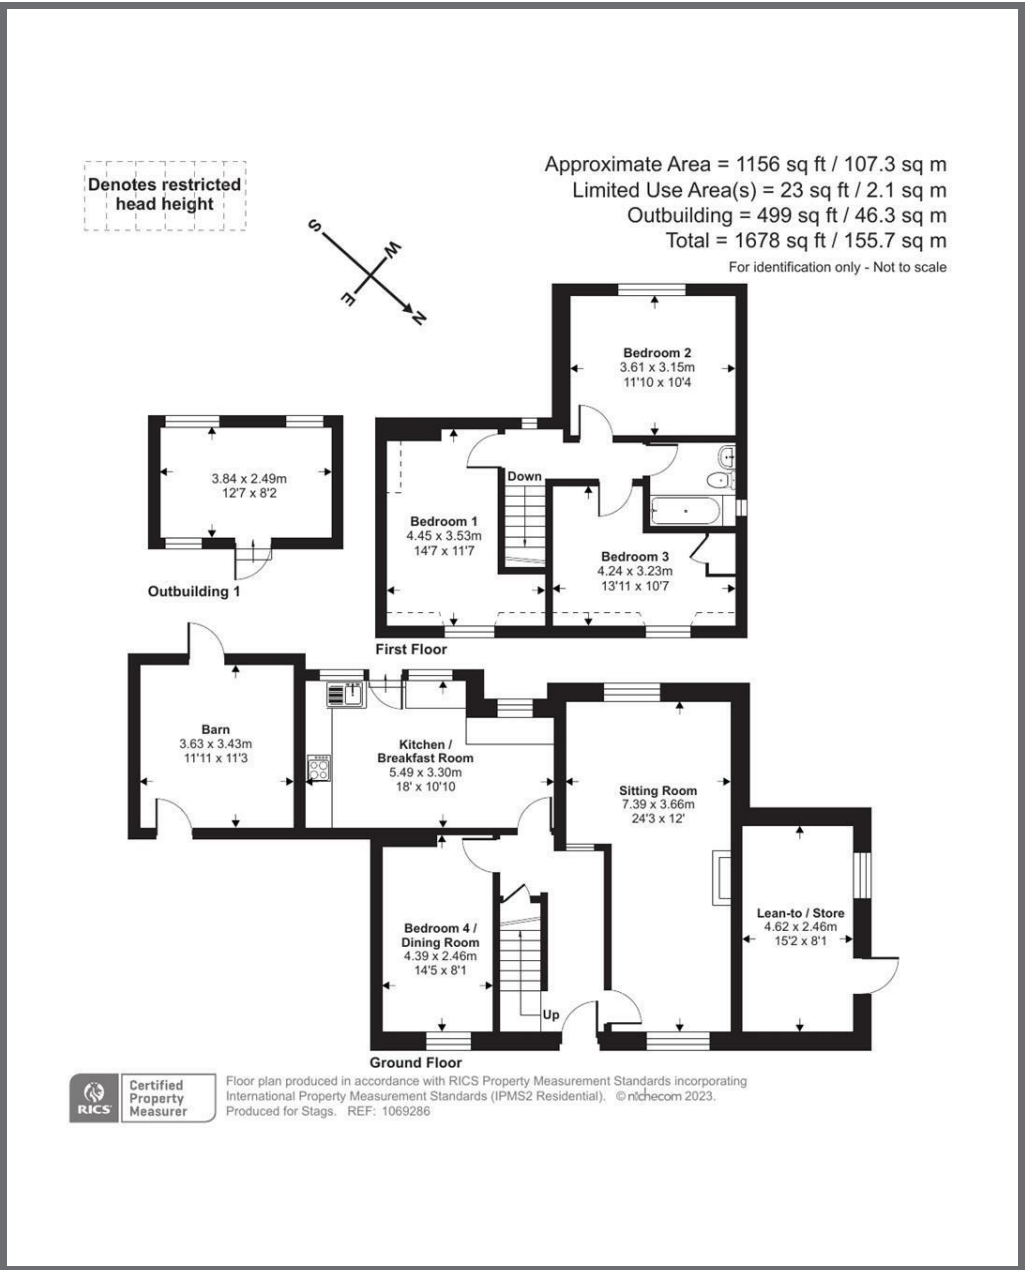 Denotes restricted
head height
Approximate Area = 1156 sq ft / 107.3 sq m
Limited Use Area(s) = 23 sq ft / 2.1 sq m
Outbuilding = 499 sq ft / 46.3 sq m
Total = 1678 sq ft / 155.7 sq m
For identification only - Not to scale
S
W
E
N
Bedroom 2
3.61 x 3.15m
11'10 x 10'4
3.84 x 2.49m
12'7 x 8'2
Outbuilding 1
Down
Bedroom 1
4.45 x 3.53m
14'7 x 11'7
Bedroom 3
4.24 x 3.23m
13'11 x 10'7
First Floor
Barn
3.63 x 3.43m
11'11 x 11'3
Kitchen /
Breakfast Room
5.49 x 3.30m
18' x 10'10
Sitting Room
7.39 x 3.66m
24'3 x 12'
Lean-to / Store
4.62 x 2.46m
15'2 x 8'1
Bedroom 4 /
Dining Room
4.39 x 2.46m
14'5 x 8'1
Up
Ground Floor
RICS
Certified
Property
Measurer
Floor plan produced in accordance with RICS Property Measurement Standards incorporating
International Property Measurement Standards (IPMS2 Residential). © nichecom 2023.
Produced for Stags. REF: 1069286